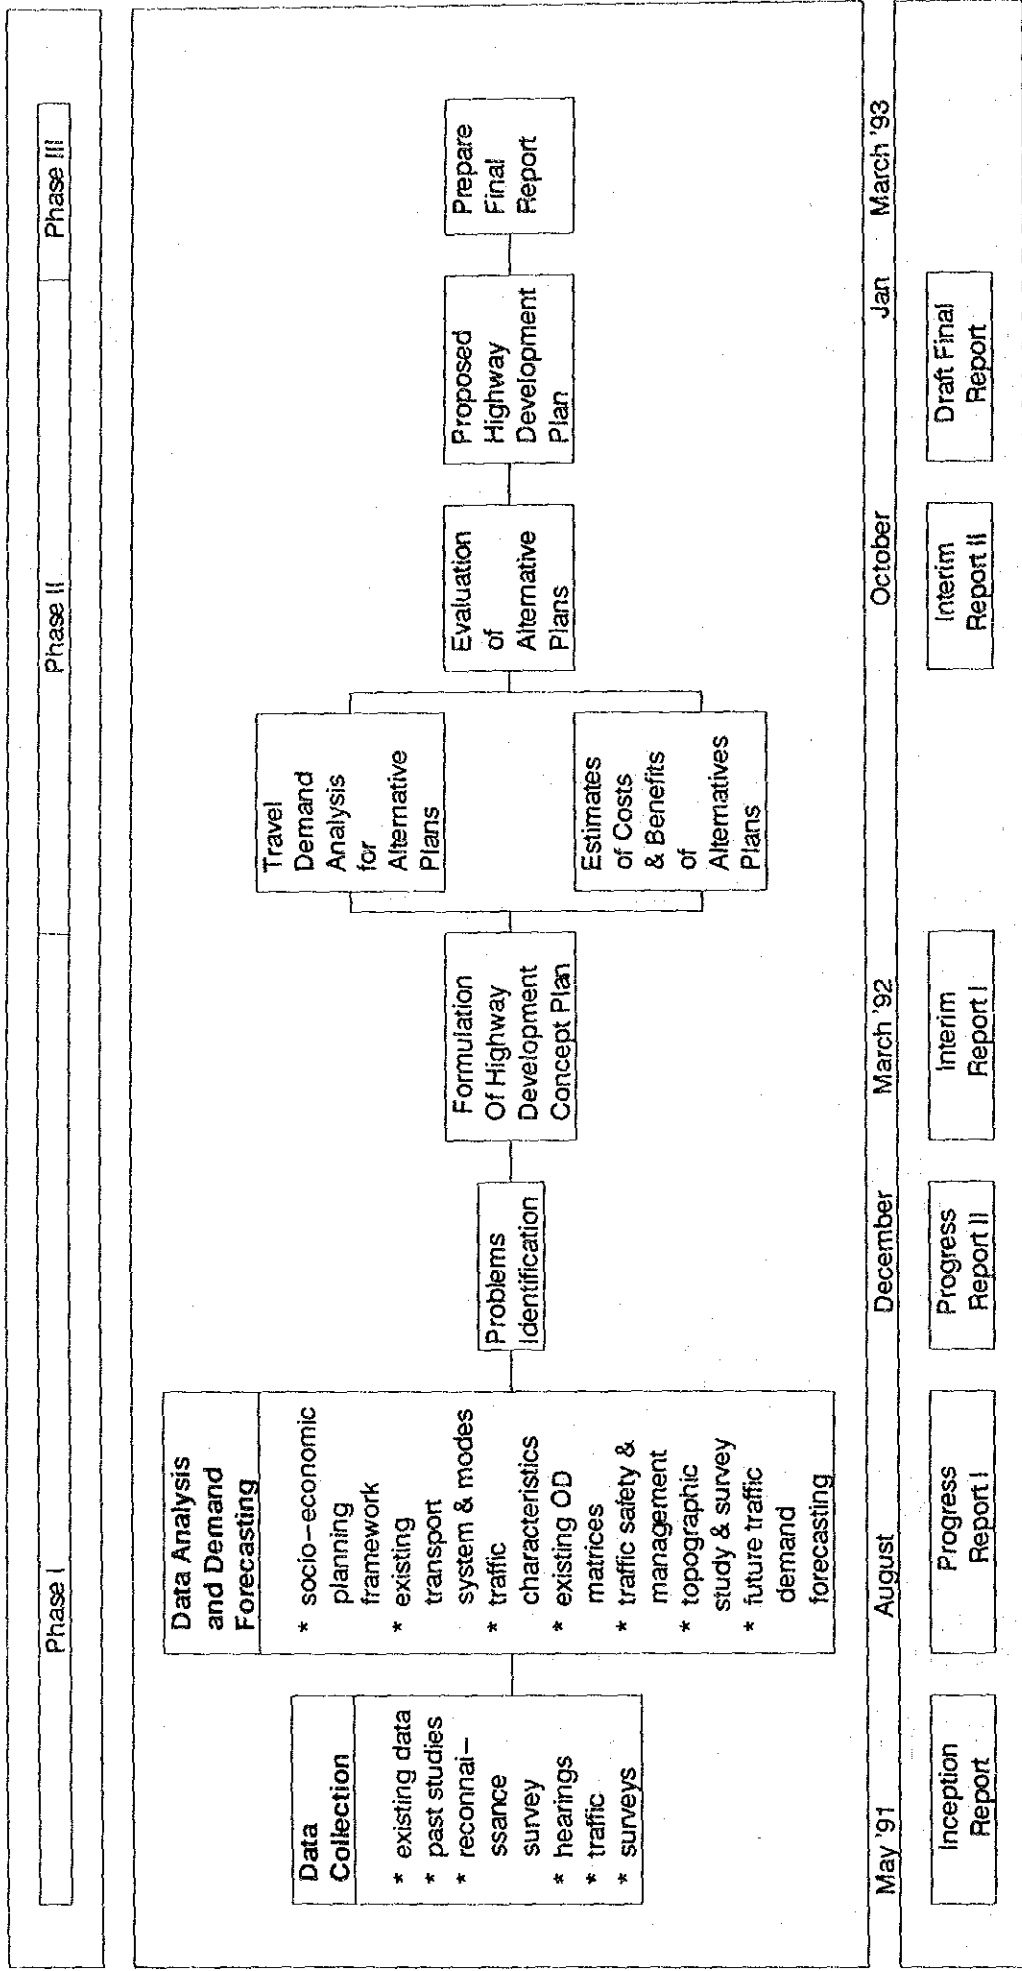 Phase I
Phase II
Phase III
Data
Collection
* existing data
* past studies
* reconnai-
ssance
survey
* hearings
* traffic
* surveys
Data Analysis
and Demand
Forecasting
* socio-economic
planning
framework
* existing
transport
system & modes
* traffic
characteristics
* existing OD
matrices
* traffic safety &
management
* topographic
study & survey
* future traffic
demand
forecasting
Problems
Identification
Formulation
Of Highway
Development
Concept Plan
Travel
Demand
Analysis
for
Alternative
Plans
Estimates
of Costs
& Benefits
of
Alternatives
Plans
Evaluation
of
Alternative
Plans
Proposed
Highway
Development
Plan
Prepare
Final
Report
May '91
August
December
March '92
October
Jan
March '93
Inception
Report
Progress
Report I
Progress
Report II
Interim
Report I
Interim
Report II
Draft Final
Report